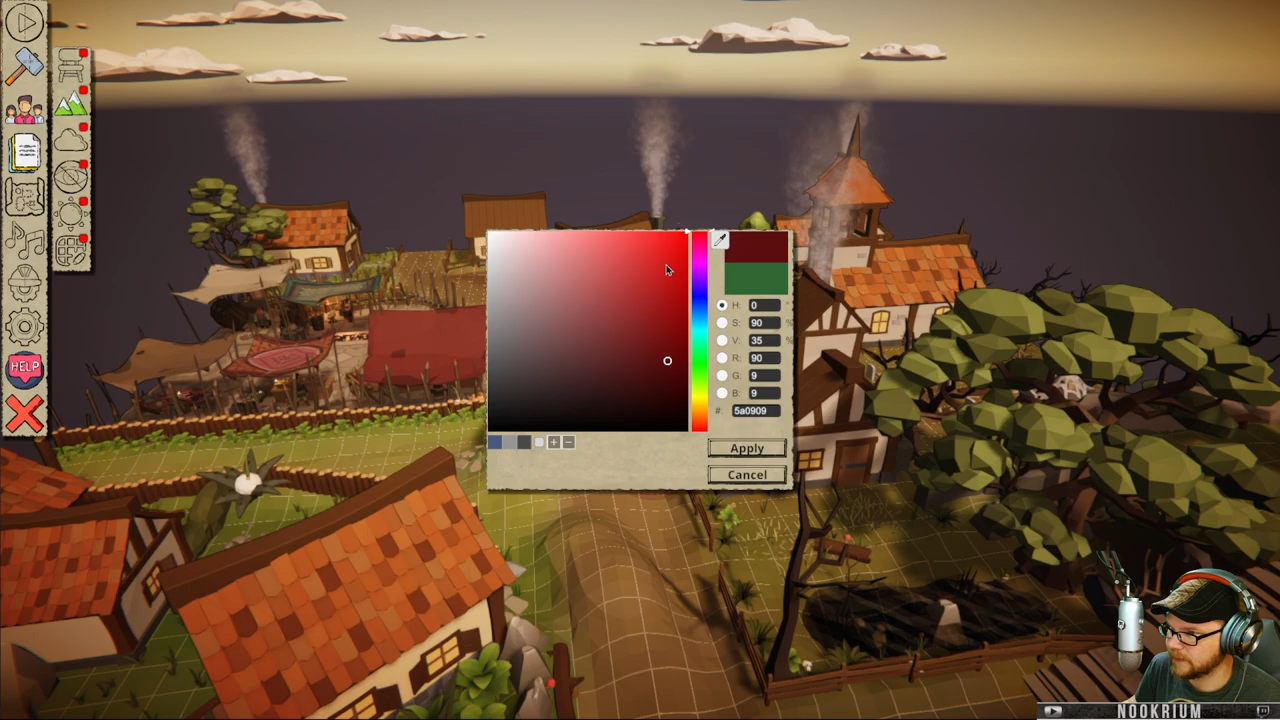 H: 0 °
S: 90 %
V: 35 %
R: 90
G: 9
B: 9
#: 5a0909
HELP
+ −
Apply
Cancel
NOOKRIUM